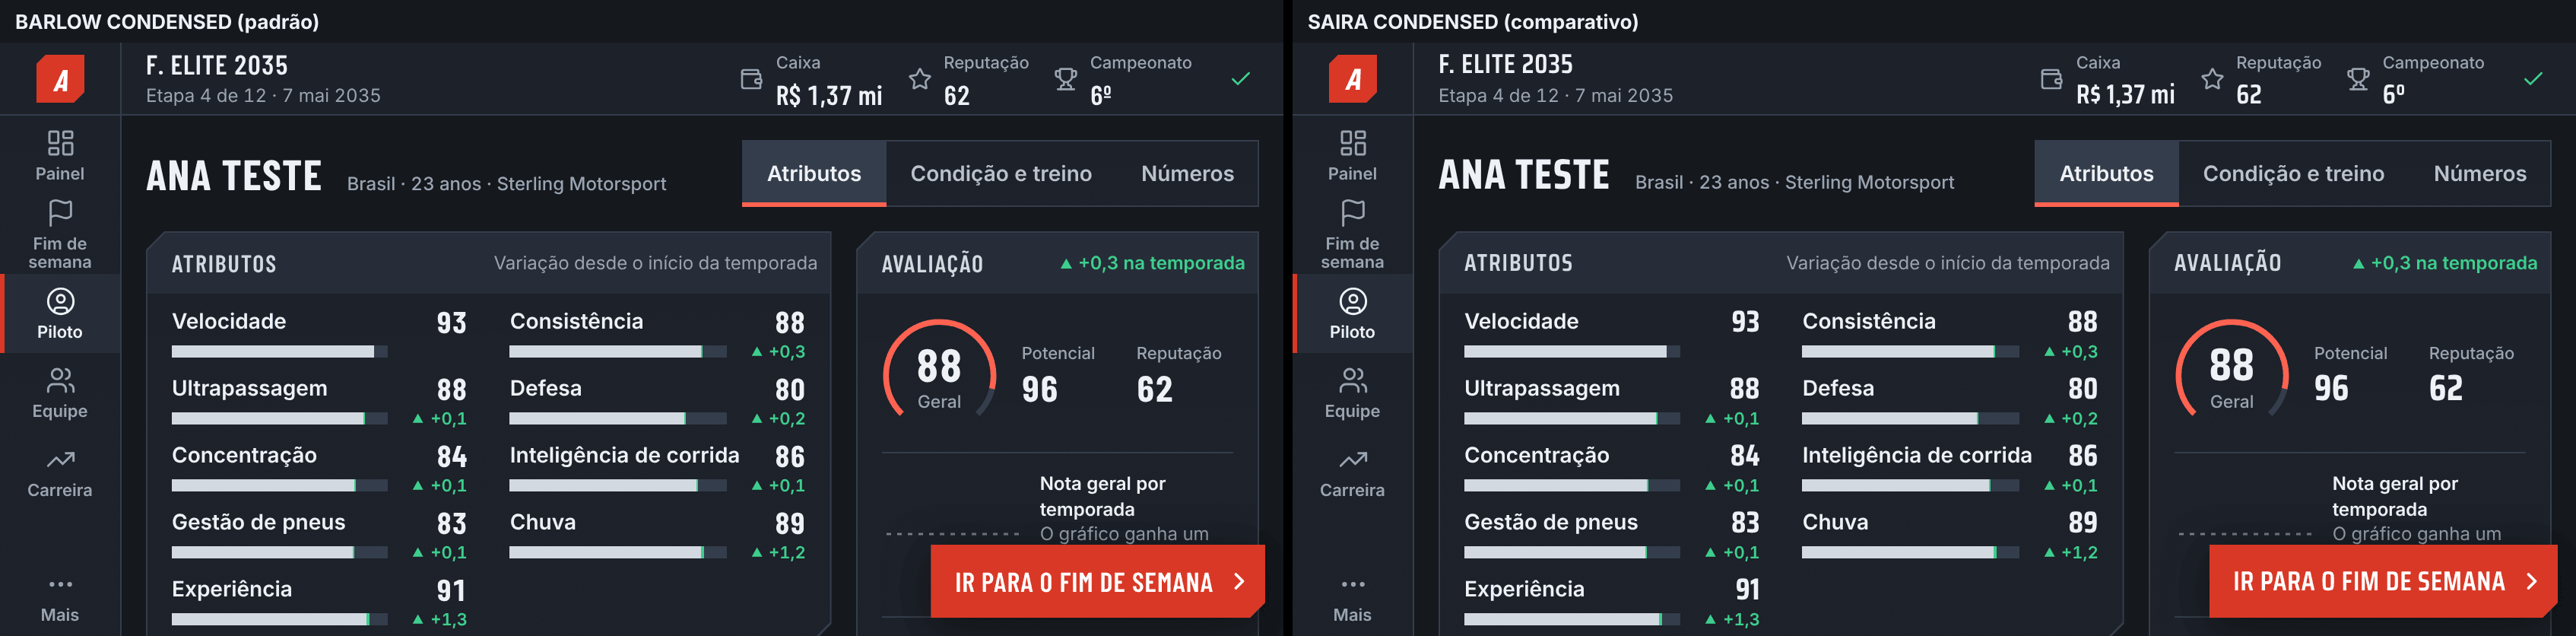 BARLOW CONDENSED (padrão)
A
F. ELITE 2035
Etapa 4 de 12 · 7 mai 2035
Caixa
R$ 1,37 mi
Reputação
62
Campeonato
6º
Painel
Fim de
semana
Piloto
Equipe
Carreira
Mais
ANA TESTE
Brasil · 23 anos · Sterling Motorsport
Atributos
Condição e treino
Números
ATRIBUTOS
Variação desde o início da temporada
Velocidade 93
Consistência 88
▲ +0,3
Ultrapassagem 88
▲ +0,1
Defesa 80
▲ +0,2
Concentração 84
▲ +0,1
Inteligência de corrida 86
▲ +0,1
Gestão de pneus 83
▲ +0,1
Chuva 89
▲ +1,2
Experiência 91
▲ +1,3
AVALIAÇÃO
▲ +0,3 na temporada
88
Geral
Potencial
96
Reputação
62
Nota geral por
temporada
O gráfico ganha um
IR PARA O FIM DE SEMANA
SAIRA CONDENSED (comparativo)
A
F. ELITE 2035
Etapa 4 de 12 · 7 mai 2035
Caixa
R$ 1,37 mi
Reputação
62
Campeonato
6º
Painel
Fim de
semana
Piloto
Equipe
Carreira
Mais
ANA TESTE
Brasil · 23 anos · Sterling Motorsport
Atributos
Condição e treino
Números
ATRIBUTOS
Variação desde o início da temporada
Velocidade 93
Consistência 88
▲ +0,3
Ultrapassagem 88
▲ +0,1
Defesa 80
▲ +0,2
Concentração 84
▲ +0,1
Inteligência de corrida 86
▲ +0,1
Gestão de pneus 83
▲ +0,1
Chuva 89
▲ +1,2
Experiência 91
▲ +1,3
AVALIAÇÃO
▲ +0,3 na temporada
88
Geral
Potencial
96
Reputação
62
Nota geral por
temporada
O gráfico ganha um
IR PARA O FIM DE SEMANA